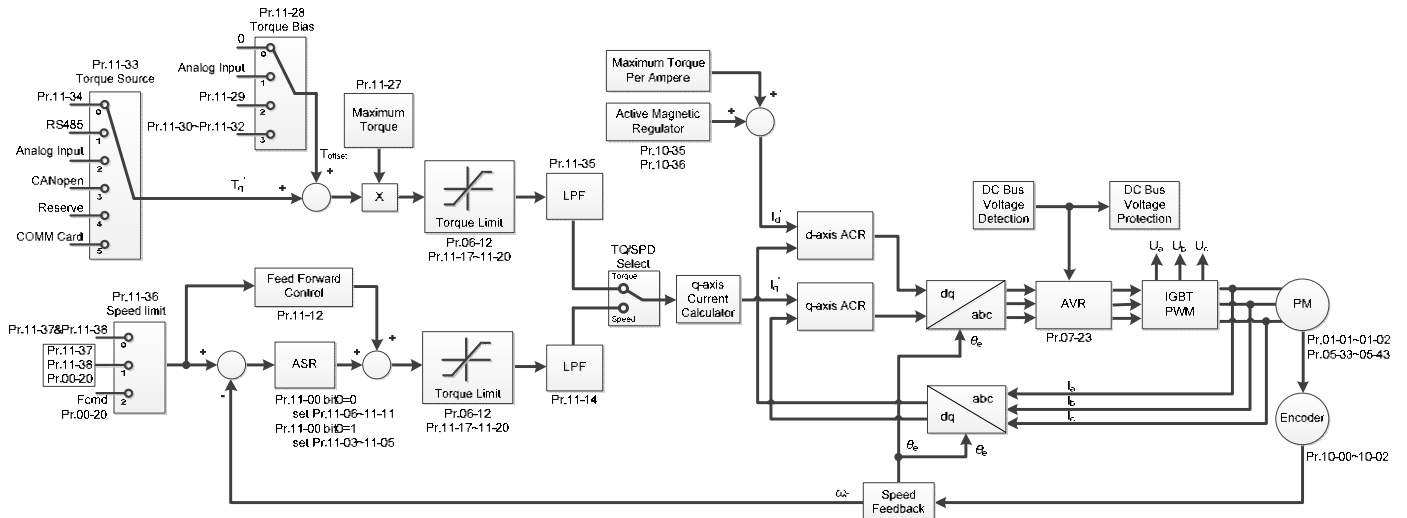 Pr.11-33
Torque Source
Pr.11-34
RS485
Analog Input
CANopen
Reserve
COMM Card
0
1
2
3
4
5
Pr.11-28
Torque Bias
0
Analog Input
Pr.11-29
Pr.11-30~Pr.11-32
0
1
2
3
Tq*
Toffset
+
+
Pr.11-27
Maximum
Torque
X
Torque Limit
Pr.06-12
Pr.11-17~11-20
Pr.11-35
LPF
Maximum Torque
Per Ampere
Active Magnetic
Regulator
Pr.10-35
Pr.10-36
+
+
TQ/SPD
Select
Torque
Speed
q-axis
Current
Calculator
Id*
Iq*
d-axis ACR
q-axis ACR
dq
abc
θe
DC Bus
Voltage
Detection
DC Bus
Voltage
Protection
AVR
Pr.07-23
Ua
Ub
Uc
IGBT
PWM
PM
Pr.01-01~01-02
Pr.05-33~05-43
Encoder
Pr.10-00~10-02
Ia
Ib
Ic
abc
dq
θe
θe
Pr.11-36
Speed limit
Pr.11-37&Pr.11-38
Pr.11-37
Pr.11-38
Pr.00-20
Fcmd
Pr.00-20
0
1
2
Feed Forward
Control
Pr.11-12
+
-
ASR
+
+
Pr.11-00 bit0=0
set Pr.11-06~11-11
Pr.11-00 bit0=1
set Pr.11-03~11-05
Torque Limit
Pr.06-12
Pr.11-17~11-20
LPF
Pr.11-14
Speed
Feedback